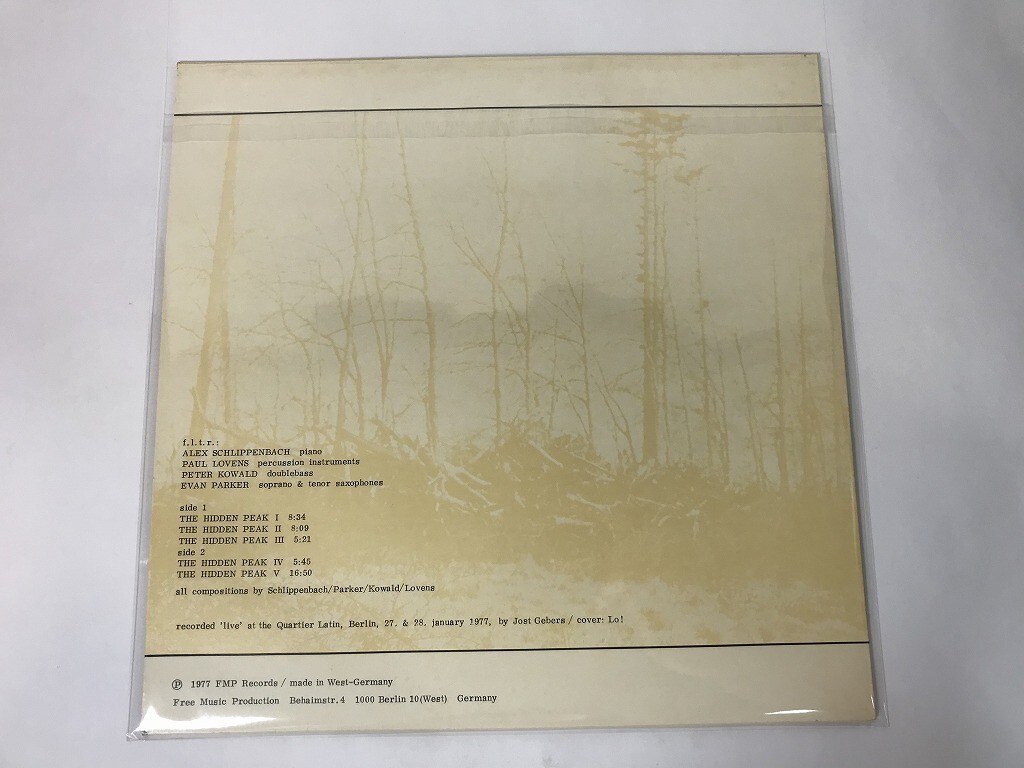 f.l.t.r.:
ALEX SCHLIPPENBACH piano
PAUL LOVENS percussion instruments
PETER KOWALD doublebass
EVAN PARKER soprano & tenor saxophones
side 1
THE HIDDEN PEAK I 8:34
THE HIDDEN PEAK II 8:09
THE HIDDEN PEAK III 5:21
side 2
THE HIDDEN PEAK IV 5:45
THE HIDDEN PEAK V 16:50
all compositions by Schlippenbach/Parker/Kowald/Lovens
recorded 'live' at the Quartier Latin, Berlin, 27. & 28. january 1977, by Jost Gebers / cover: Lo!
℗ 1977 FMP Records / made in West-Germany
Free Music Production Behaimstr. 4 1000 Berlin 10 (West) Germany